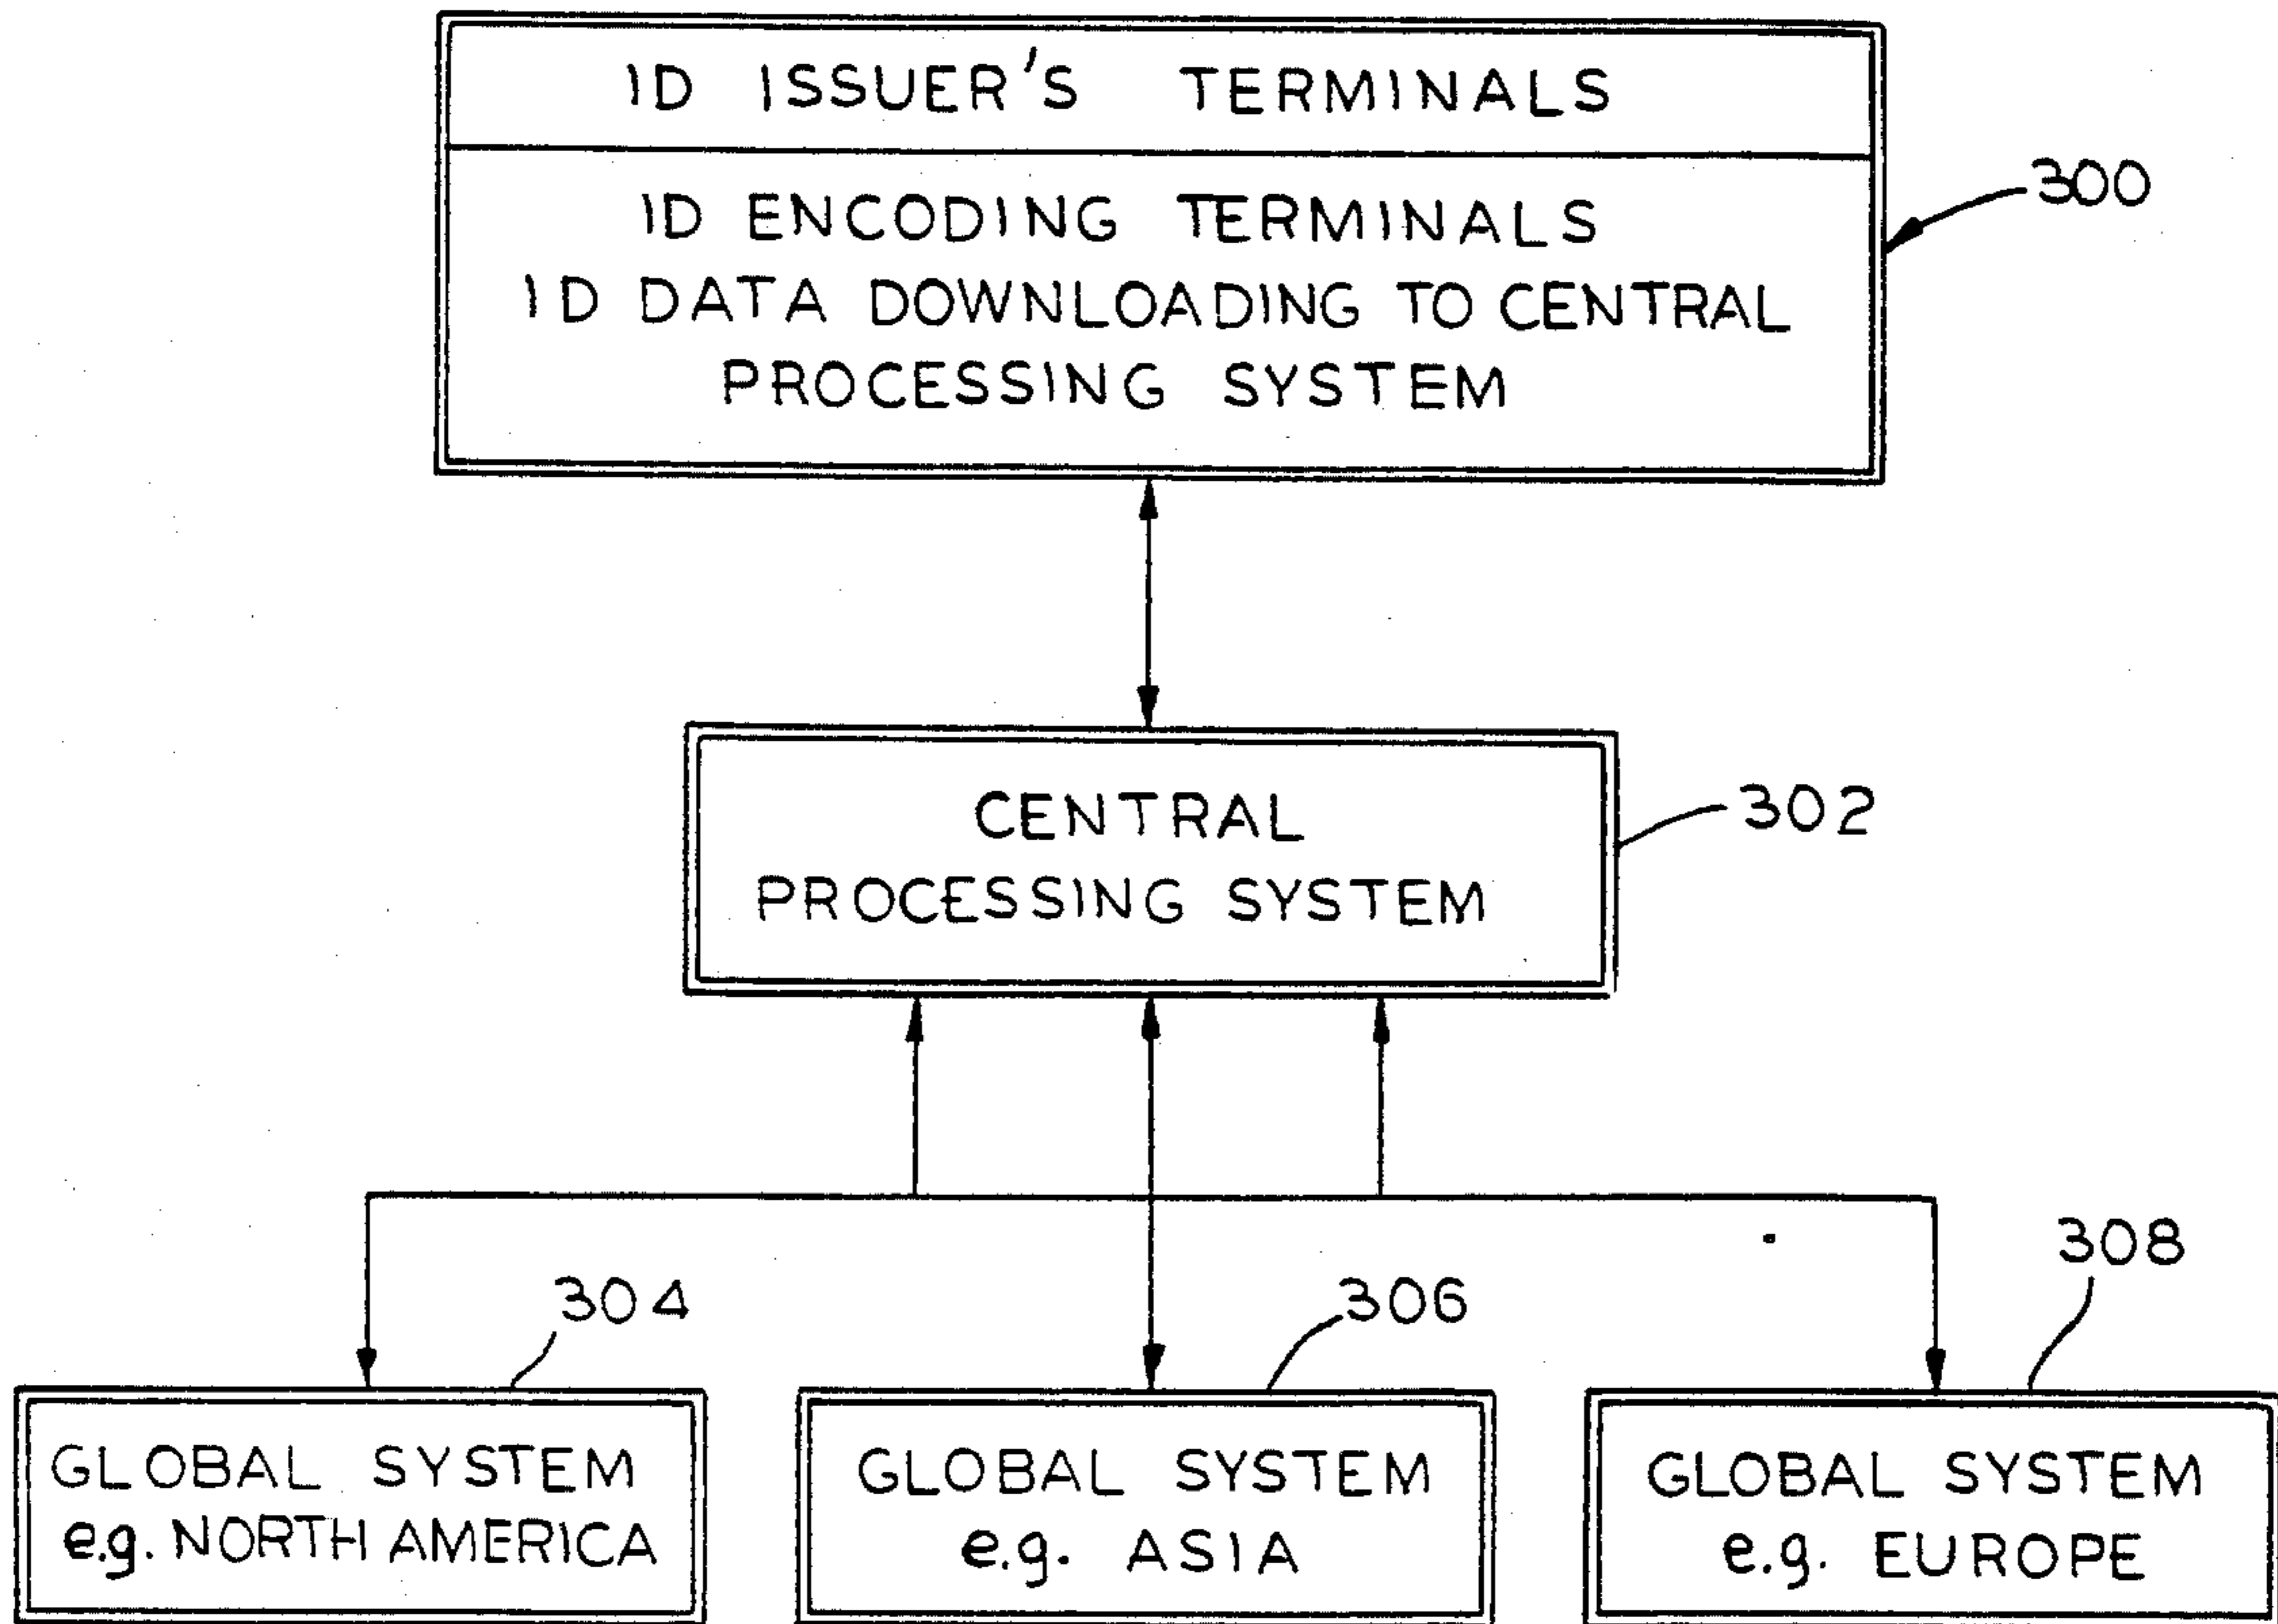 ID ISSUER'S TERMINALS
ID ENCODING TERMINALS
ID DATA DOWNLOADING TO CENTRAL
PROCESSING SYSTEM
300
CENTRAL
PROCESSING SYSTEM
302
304
306
308
GLOBAL SYSTEM
e.g. NORTH AMERICA
GLOBAL SYSTEM
e.g. ASIA
GLOBAL SYSTEM
e.g. EUROPE